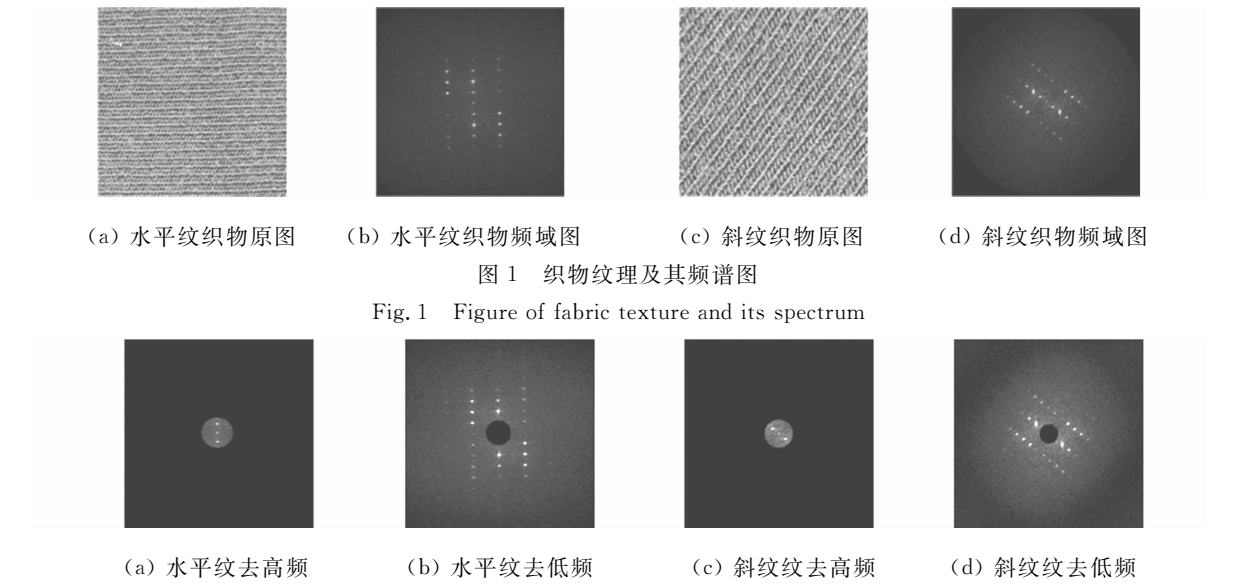 (a) 水平纹织物原图 (b) 水平纹织物频域图 (c) 斜纹织物原图 (d) 斜纹织物频域图
图 1 织物纹理及其频谱图
Fig. 1 Figure of fabric texture and its spectrum
(a) 水平纹去高频 (b) 水平纹去低频 (c) 斜纹纹去高频 (d) 斜纹纹去低频